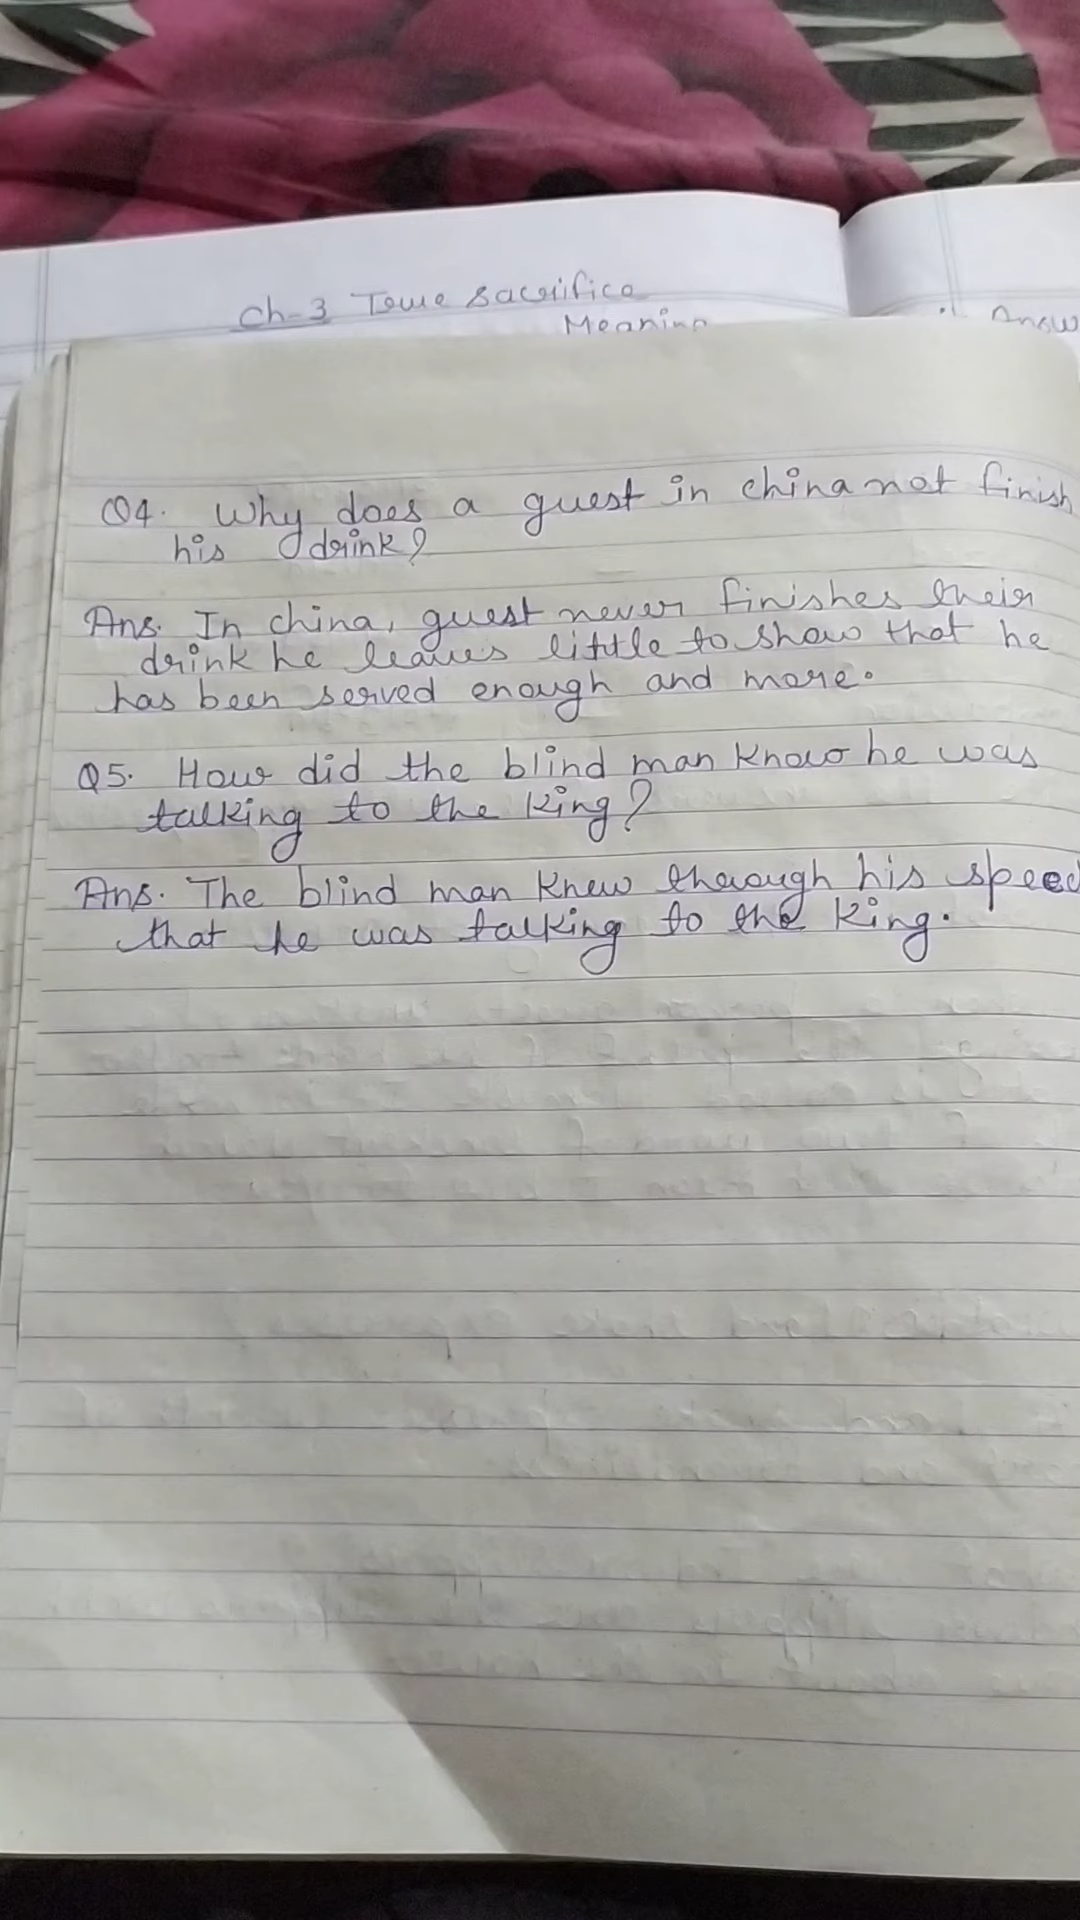 Ch-3 True sacrifice
Meaning
Answ
Q4. Why does a guest in china not finish
his drink?
Ans. In china, guest never finishes their
drink he leaves little to show that he
has been served enough and more.
Q5. How did the blind man know he was
talking to the king?
Ans. The blind man knew through his speec
that he was talking to the king.